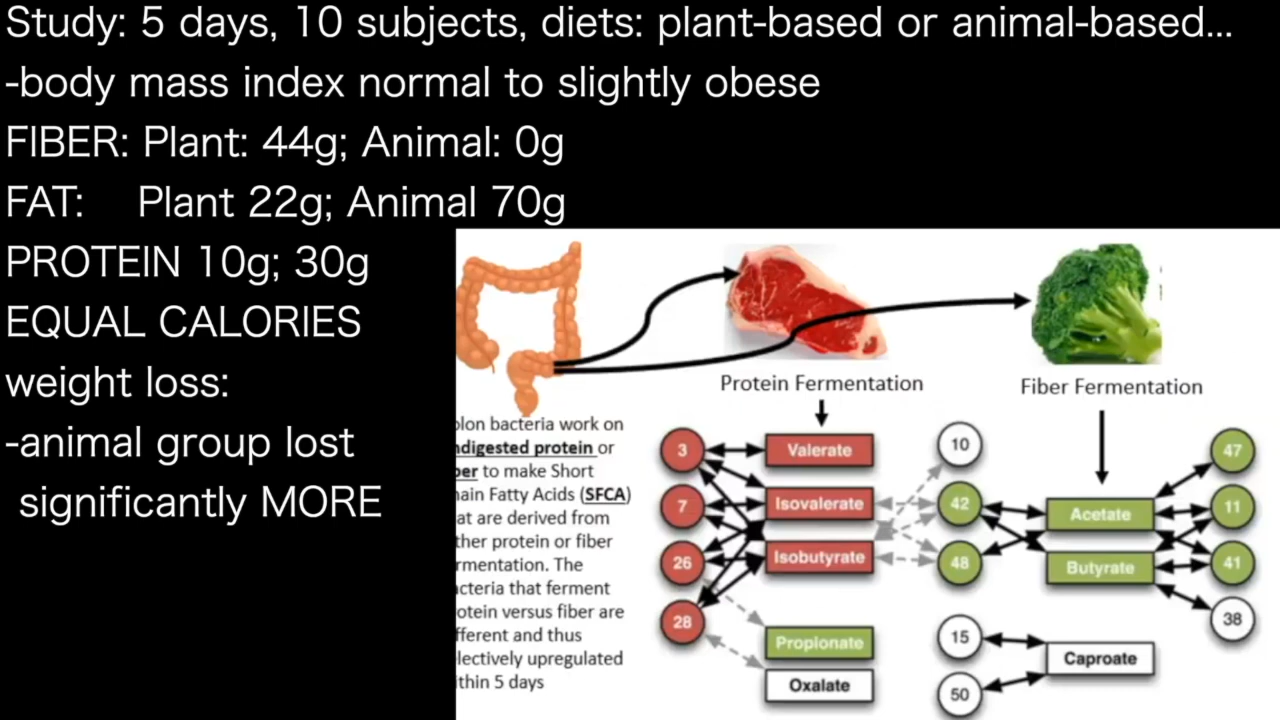 Study: 5 days, 10 subjects, diets: plant-based or animal-based...
-body mass index normal to slightly obese
FIBER: Plant: 44g; Animal: 0g
FAT: Plant 22g; Animal 70g
PROTEIN 10g; 30g
EQUAL CALORIES
weight loss:
-animal group lost
significantly MORE
Protein Fermentation
Fiber Fermentation
olon bacteria work on
ndigested protein or
ber to make Short
hain Fatty Acids (SFCA)
at are derived from
ther protein or fiber
rmentation. The
acteria that ferment
otein versus fiber are
fferent and thus
lectively upregulated
ithin 5 days
3
7
26
28
Valerate
Isovalerate
Isobutyrate
Propionate
Oxalate
10
42
48
15
50
Acetate
Butyrate
Caproate
47
11
41
38